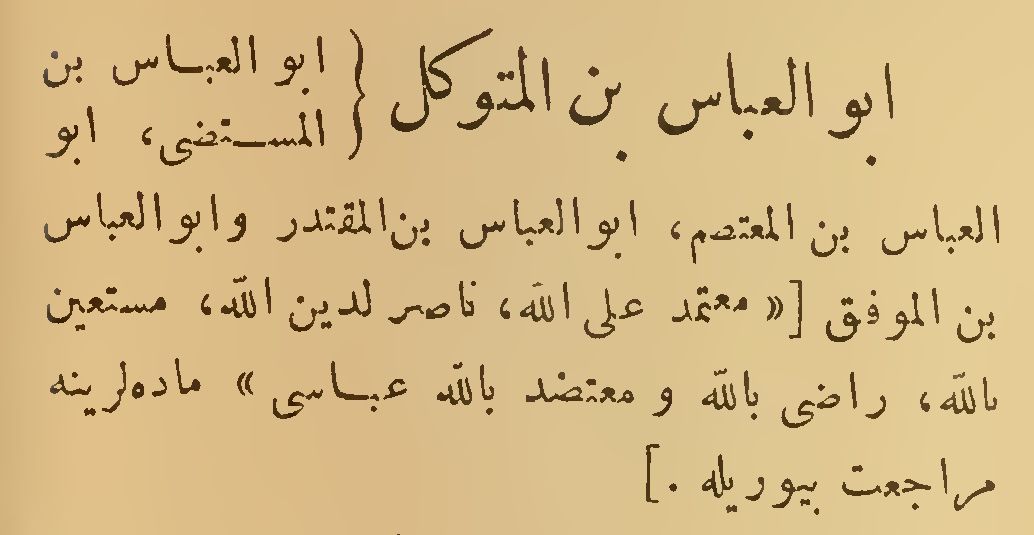 ابو العباس بن المتوكل { ابو العباس بن
المستضی، ابو
العباس بن المعتصم، ابو العباس بن المقتدر و ابو العباس
بن الموفق [« معتمد علی الله، ناصر لدین الله، مستعین
بالله، راضی بالله و معتضد بالله عباسی » ماده‌لرینه
مراجعت بیوریله .]